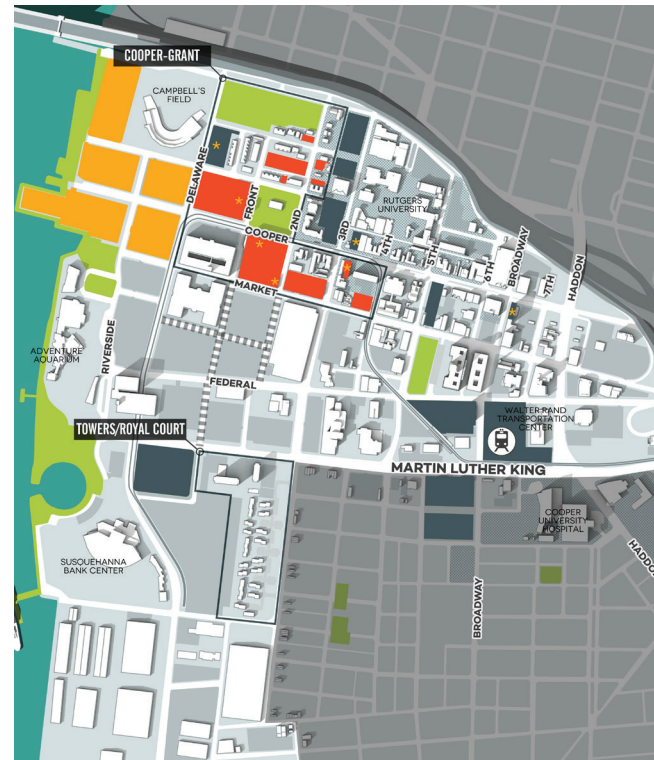 COOPER-GRANT
CAMPBELL'S
FIELD
DELAWARE
FRONT
2ND
COOPER
3RD
RUTGERS
UNIVERSITY
4TH
5TH
6TH
BROADWAY
7TH
HADDON
MARKET
ADVENTURE
AQUARIUM
RIVERSIDE
FEDERAL
TOWERS/ROYAL COURT
WALTER RAND
TRANSPORTATION
CENTER
MARTIN LUTHER KING
COOPER
UNIVERSITY
HOSPITAL
HADDON
SUSQUEHANNA
BANK CENTER
BROADWAY